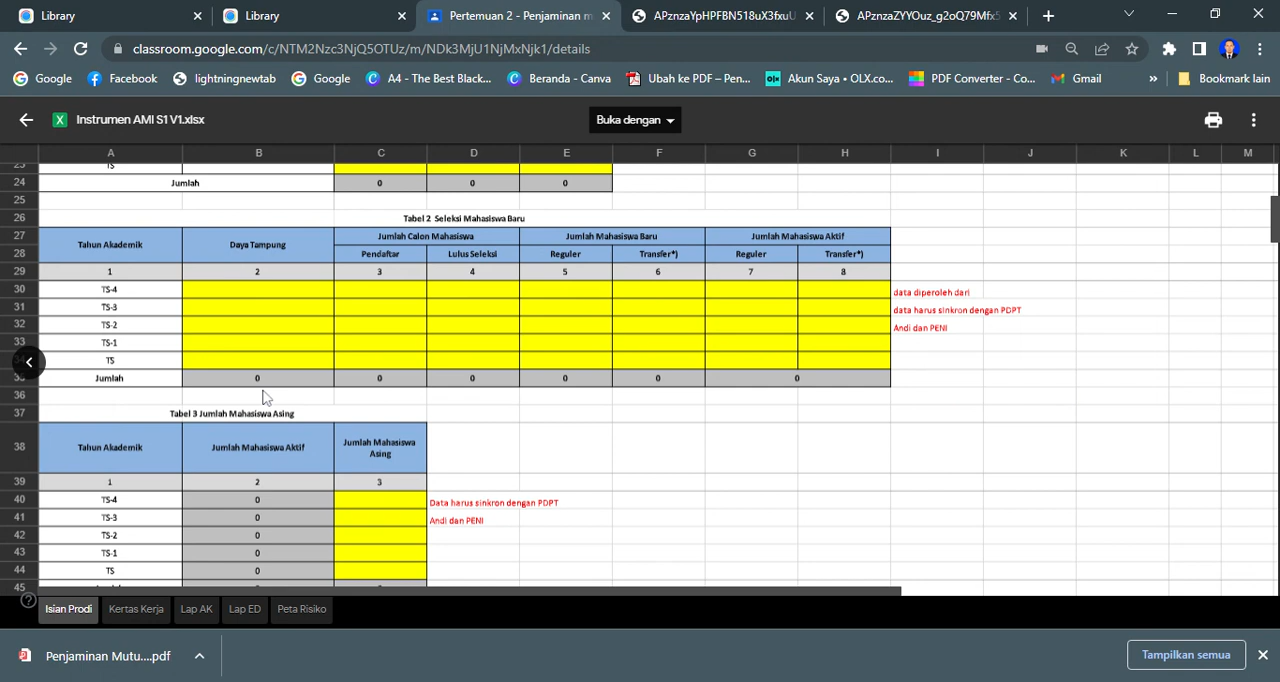 Library
Library
Pertemuan 2 - Penjaminan m
APznzaYpHPFBN518uX3fxuU
APznzaZYYOuz_g2oQ79Mfx5
classroom.google.com/c/NTM2Nzc3NjQ5OTUz/m/NDk3MjU1NjMxNjk1/details
Google
Facebook
lightningnewtab
Google
A4 - The Best Black...
Beranda - Canva
Ubah ke PDF – Pen...
Akun Saya • OLX.co...
PDF Converter - Co...
Gmail
»
Bookmark lain
Instrumen AMI S1 V1.xlsx
Buka dengan
A B C D E F G H I J K L M
23 TS
24 Jumlah 0 0 0
25
26 Tabel 2 Seleksi Mahasiswa Baru
27 Tahun Akademik Daya Tampung Jumlah Calon Mahasiswa Jumlah Mahasiswa Baru Jumlah Mahasiswa Aktif
28 Pendaftar Lulus Seleksi Reguler Transfer*) Reguler Transfer*)
29 1 2 3 4 5 6 7 8
30 TS-4 data diperoleh dari
31 TS-3 data harus sinkron dengan PDPT
32 TS-2 Andi dan PENI
33 TS-1
34 TS
35 Jumlah 0 0 0 0 0 0
36
37 Tabel 3 Jumlah Mahasiswa Asing
38 Tahun Akademik Jumlah Mahasiswa Aktif Jumlah Mahasiswa
Asing
39 1 2 3
40 TS-4 0 Data harus sinkron dengan PDPT
41 TS-3 0 Andi dan PENI
42 TS-2 0
43 TS-1 0
44 TS 0
45
Isian Prodi
Kertas Kerja
Lap AK
Lap ED
Peta Risiko
Penjaminan Mutu....pdf
Tampilkan semua